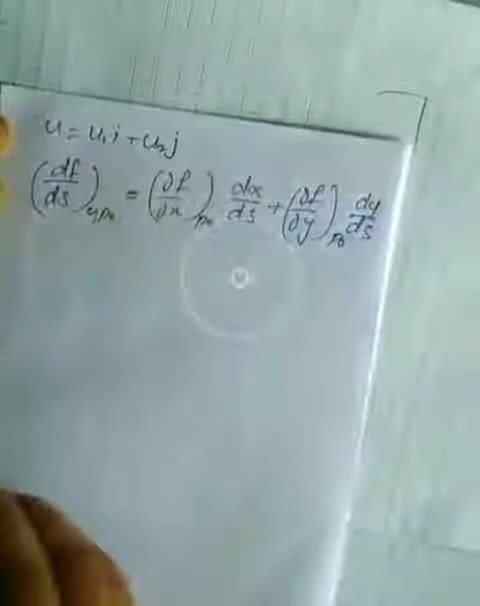 u = u₁i + u₂j
(df/ds)u,p₀ = (∂f/∂x)p₀ dx/ds + (∂f/∂y)p₀ dy/ds